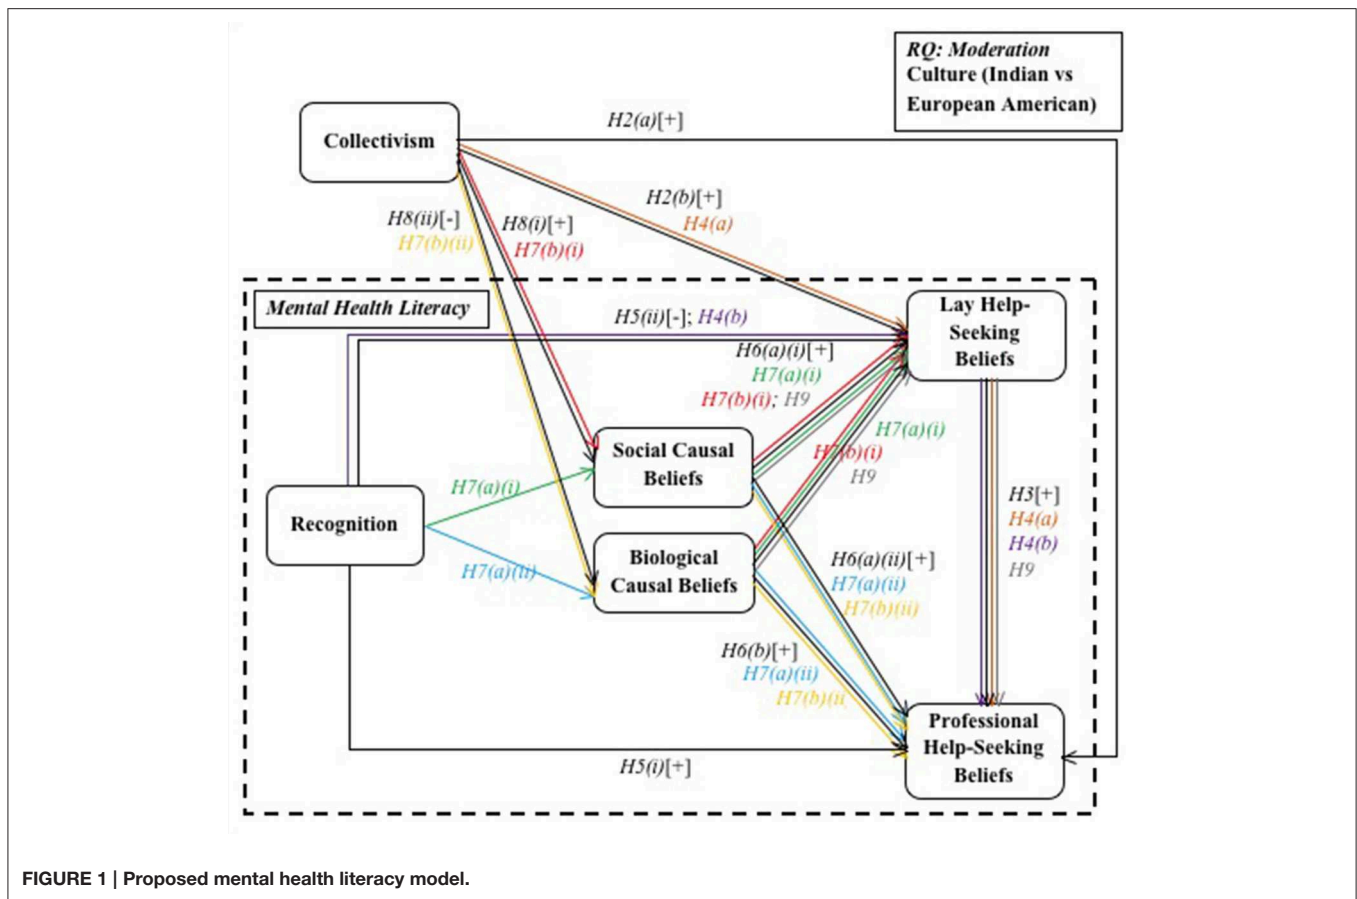 RQ: Moderation
Culture (Indian vs
European American)
H2(a)[+]
Collectivism
H2(b)[+]
H4(a)
H8(ii)[-]
H7(b)(ii)
H8(i)[+]
H7(b)(i)
Mental Health Literacy
H5(ii)[-]; H4(b)
Lay Help-
Seeking
Beliefs
H6(a)(i)[+]
H7(a)(i)
H7(b)(i); H9
H7(a)(i)
H7(b)(i)
H9
Social Causal
Beliefs
H7(a)(i)
Recognition
H7(a)(ii)
Biological
Causal Beliefs
H3[+]
H4(a)
H4(b)
H9
H6(a)(ii)[+]
H7(a)(ii)
H7(b)(ii)
H6(b)[+]
H7(a)(ii)
H7(b)(ii
Professional
Help-Seeking
Beliefs
H5(i)[+]
FIGURE 1 | Proposed mental health literacy model.